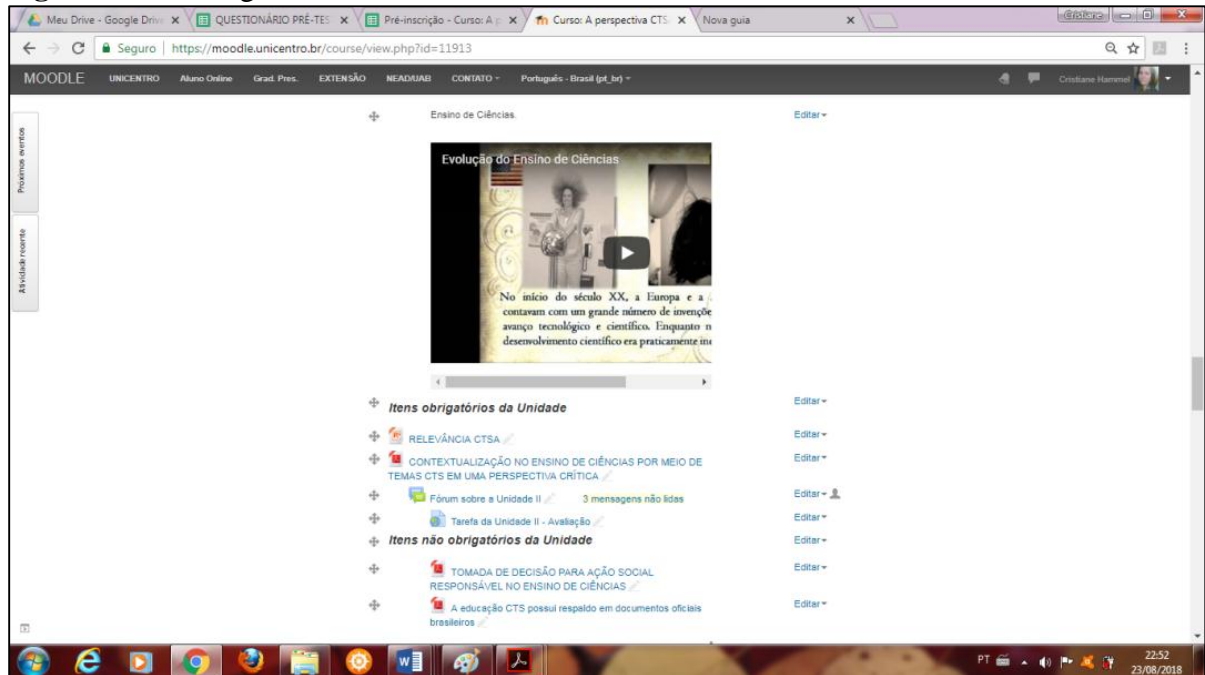 Meu Drive - Google Driv
QUESTIONÁRIO PRÉ-TES
Pré-inscrição - Curso: A p
Curso: A perspectiva CTS
Nova guia
Cristiane
Seguro | https://moodle.unicentro.br/course/view.php?id=11913
MOODLE UNICENTRO Aluno Online Grad. Pres. EXTENSÃO NEAD/UAB CONTATO Português - Brasil (pt_br) Cristiane Hammel
Próximos eventos
Atividade recente
Ensino de Ciências. Editar
Evolução do Ensino de Ciências
No início do século XX, a Europa e a
contavam com um grande número de invençõe
avanço tecnológico e científico. Enquanto n
desenvolvimento científico era praticamente ine
Itens obrigatórios da Unidade Editar
RELEVÂNCIA CTSA Editar
CONTEXTUALIZAÇÃO NO ENSINO DE CIÊNCIAS POR MEIO DE Editar
TEMAS CTS EM UMA PERSPECTIVA CRÍTICA
Fórum sobre a Unidade II 3 mensagens não lidas Editar
Tarefa da Unidade II - Avaliação Editar
Itens não obrigatórios da Unidade Editar
TOMADA DE DECISÃO PARA AÇÃO SOCIAL Editar
RESPONSÁVEL NO ENSINO DE CIÊNCIAS
A educação CTS possui respaldo em documentos oficiais Editar
brasileiros
PT 22:52
23/08/2018